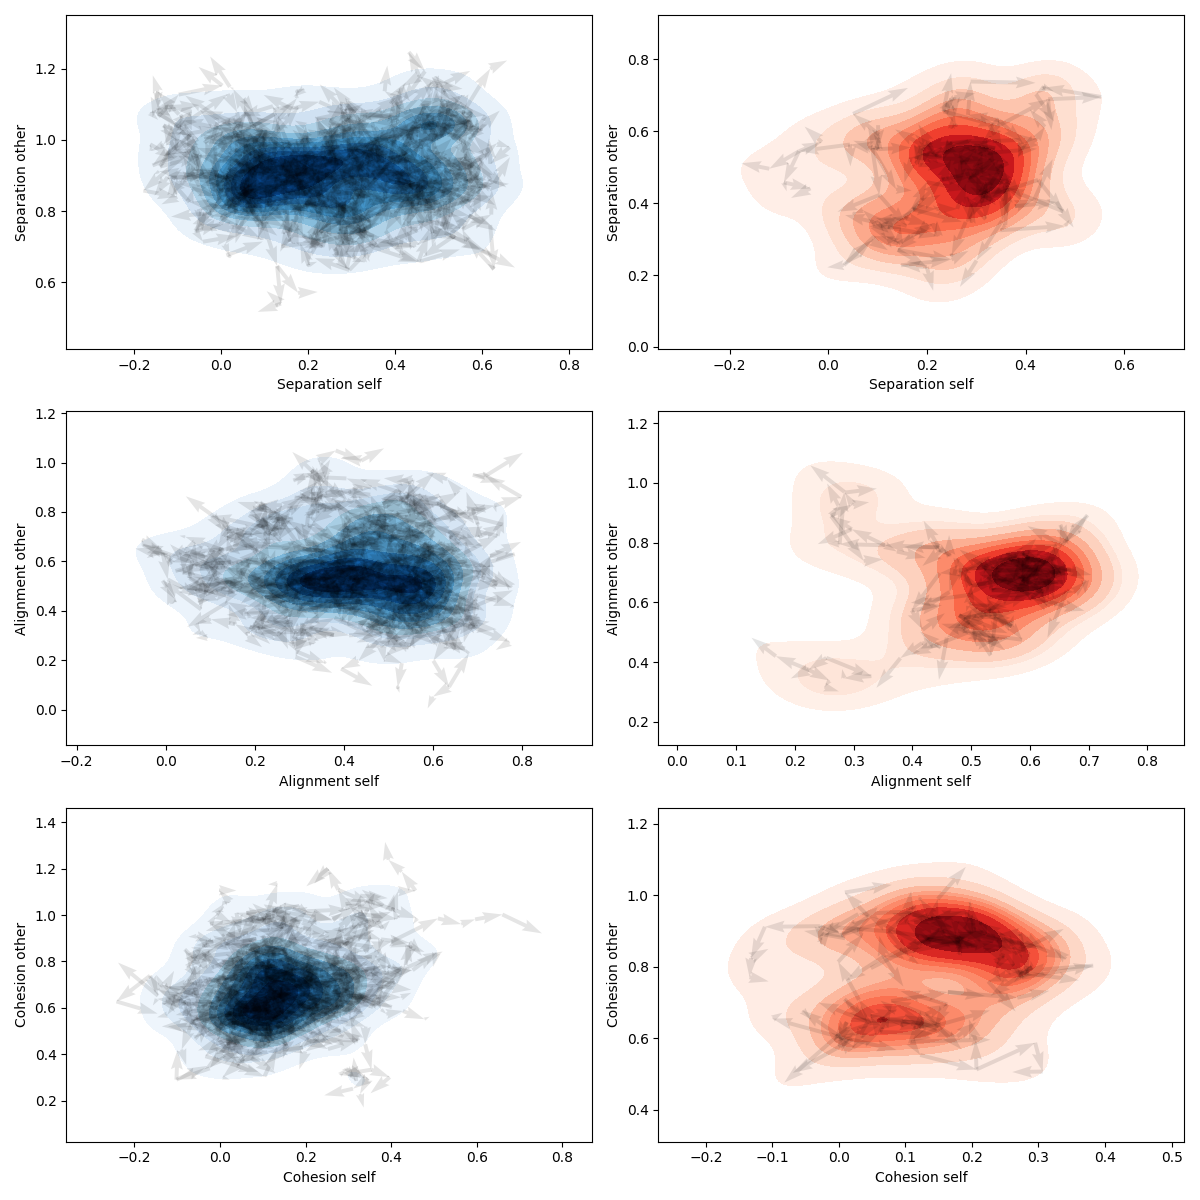 1.2
1.0
0.8
0.6
Separation other
−0.2 0.0 0.2 0.4 0.6 0.8
Separation self
0.8
0.6
0.4
0.2
0.0
Separation other
−0.2 0.0 0.2 0.4 0.6
Separation self
1.2
1.0
0.8
0.6
0.4
0.2
0.0
Alignment other
−0.2 0.0 0.2 0.4 0.6 0.8
Alignment self
1.2
1.0
0.8
0.6
0.4
0.2
Alignment other
0.0 0.1 0.2 0.3 0.4 0.5 0.6 0.7 0.8
Alignment self
1.4
1.2
1.0
0.8
0.6
0.4
0.2
Cohesion other
−0.2 0.0 0.2 0.4 0.6 0.8
Cohesion self
1.2
1.0
0.8
0.6
0.4
Cohesion other
−0.2 −0.1 0.0 0.1 0.2 0.3 0.4 0.5
Cohesion self